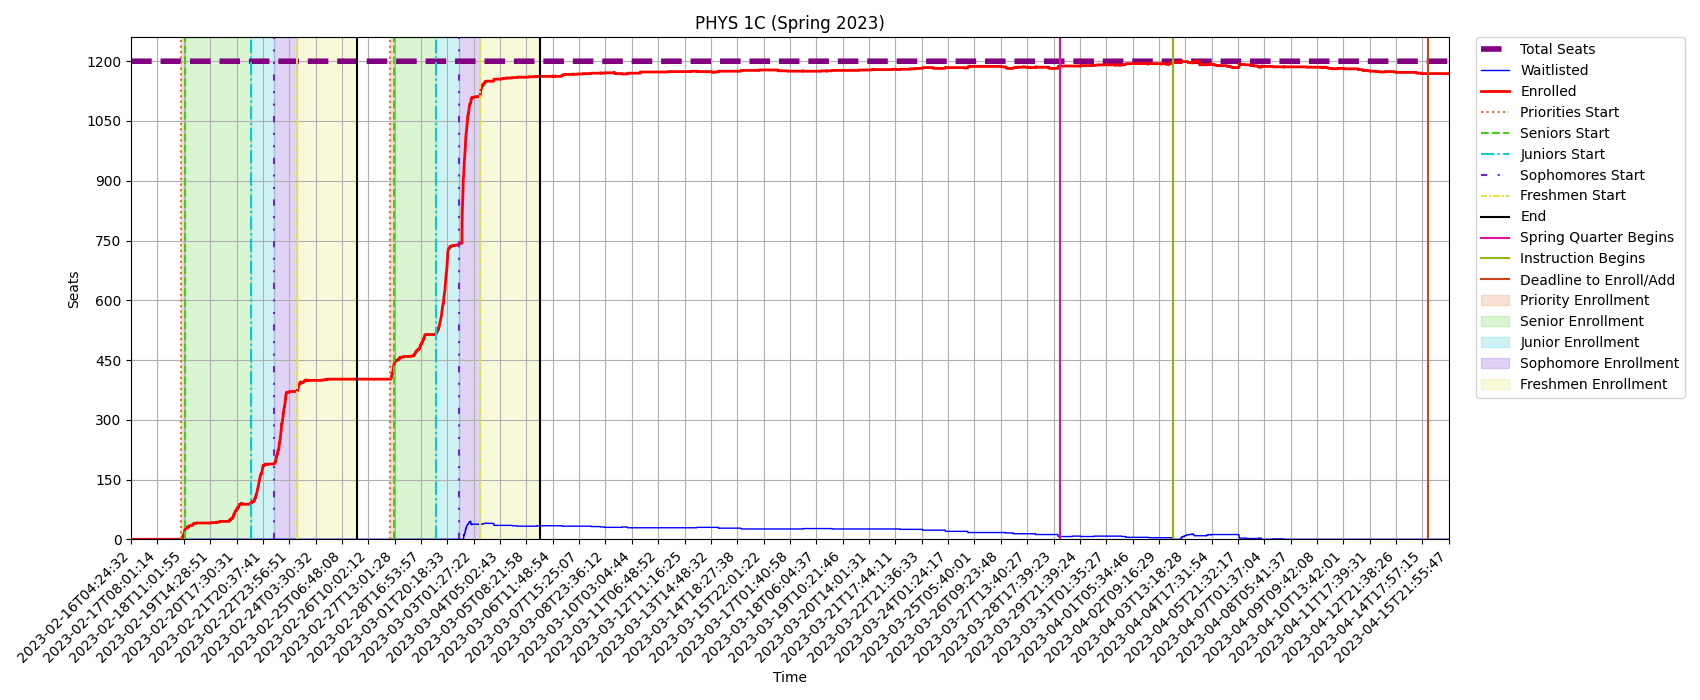 PHYS 1C (Spring 2023)
Seats
1200
1050
900
750
600
450
300
150
0
2023-02-16T04:24:32
2023-02-17T08:01:14
2023-02-18T11:01:55
2023-02-19T14:28:51
2023-02-20T17:30:31
2023-02-21T20:37:41
2023-02-22T23:56:51
2023-02-24T03:30:32
2023-02-25T06:48:08
2023-02-26T10:02:12
2023-02-27T13:01:28
2023-02-28T16:53:57
2023-03-01T20:18:33
2023-03-03T01:27:22
2023-03-04T05:02:43
2023-03-05T08:21:58
2023-03-06T11:48:54
2023-03-07T15:25:07
2023-03-08T23:36:12
2023-03-10T03:04:44
2023-03-11T06:48:52
2023-03-12T11:16:25
2023-03-13T14:48:32
2023-03-14T18:27:38
2023-03-15T22:01:22
2023-03-17T01:40:58
2023-03-18T06:04:37
2023-03-19T10:21:46
2023-03-20T14:01:31
2023-03-21T17:44:11
2023-03-22T21:36:33
2023-03-24T01:24:17
2023-03-25T05:40:01
2023-03-26T09:23:48
2023-03-27T13:40:27
2023-03-28T17:39:23
2023-03-29T21:39:24
2023-03-31T01:35:27
2023-04-01T05:34:46
2023-04-02T09:16:29
2023-04-03T13:18:28
2023-04-04T17:31:54
2023-04-05T21:32:17
2023-04-07T01:37:04
2023-04-08T05:41:37
2023-04-09T09:42:08
2023-04-10T13:42:01
2023-04-11T17:39:31
2023-04-12T21:38:26
2023-04-14T17:57:15
2023-04-15T21:55:47
Time
Total Seats
Waitlisted
Enrolled
Priorities Start
Seniors Start
Juniors Start
Sophomores Start
Freshmen Start
End
Spring Quarter Begins
Instruction Begins
Deadline to Enroll/Add
Priority Enrollment
Senior Enrollment
Junior Enrollment
Sophomore Enrollment
Freshmen Enrollment